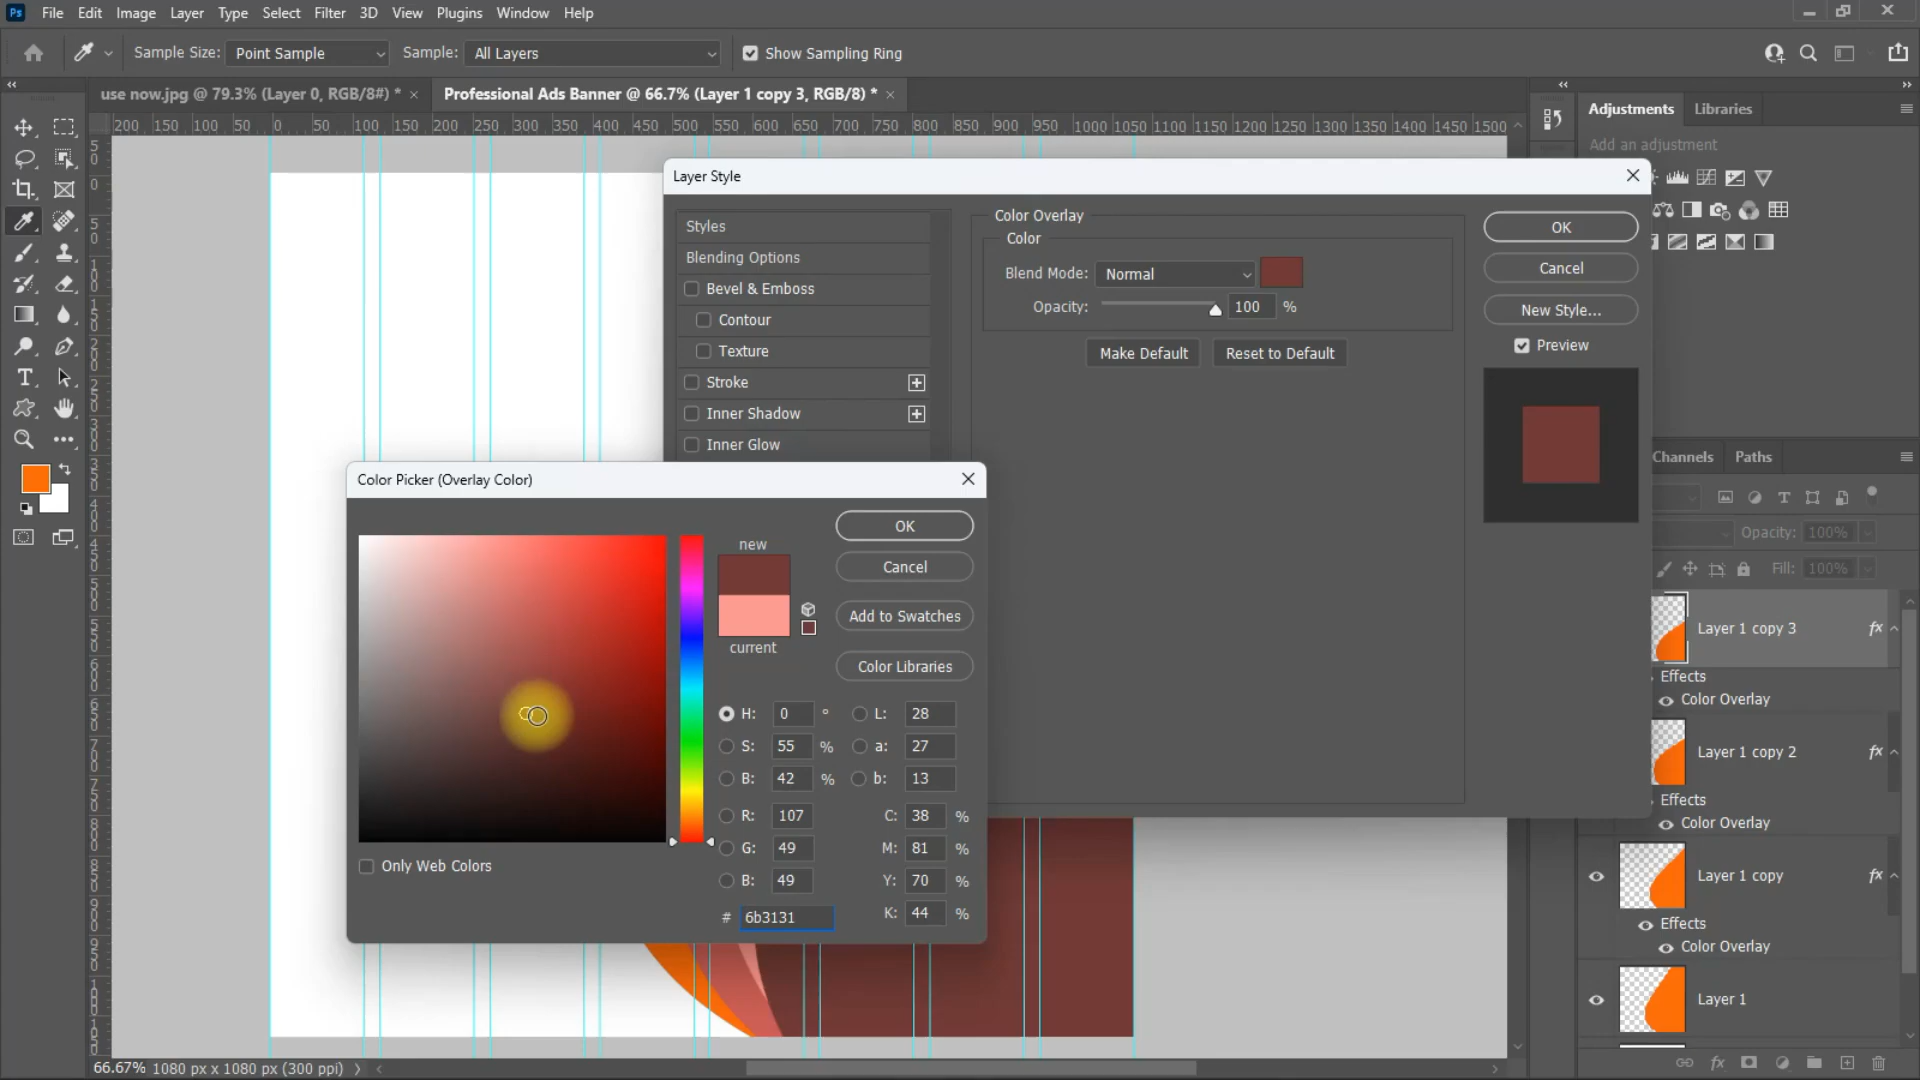 Ps File Edit Image Layer Type Select Filter 3D View Plugins Window Help
Sample Size: Point Sample Sample: All Layers Show Sampling Ring
use now.jpg @ 79.3% (Layer 0, RGB/8#) * × Professional Ads Banner @ 66.7% (Layer 1 copy 3, RGB/8) * ×
Adjustments Libraries
200 150 100 50 0 50 100 150 200 250 300 350 400 450 500 550 600 650 700 750 800 850 900 950 1000 1050 1100 1150 1200 1250 1300 1350 1400 1450 1500
Add an adjustment
Layer Style
Styles
Blending Options
Bevel & Emboss
Contour
Texture
Stroke
Inner Shadow
Inner Glow
Color Overlay
Color
Blend Mode: Normal
Opacity: 100 %
Make Default Reset to Default
OK
Cancel
New Style...
Preview
Color Picker (Overlay Color)
new
current
OK
Cancel
Add to Swatches
Color Libraries
H: 0 ° L: 28
S: 55 % a: 27
B: 42 % b: 13
R: 107 C: 38 %
G: 49 M: 81 %
B: 49 Y: 70 %
# 6b3131 K: 44 %
Only Web Colors
Channels Paths
Opacity: 100%
Fill: 100%
Layer 1 copy 3 fx
Effects
Color Overlay
Layer 1 copy 2 fx
Effects
Color Overlay
Layer 1 copy fx
Effects
Color Overlay
Layer 1
66.67% 1080 px x 1080 px (300 ppi)
fx